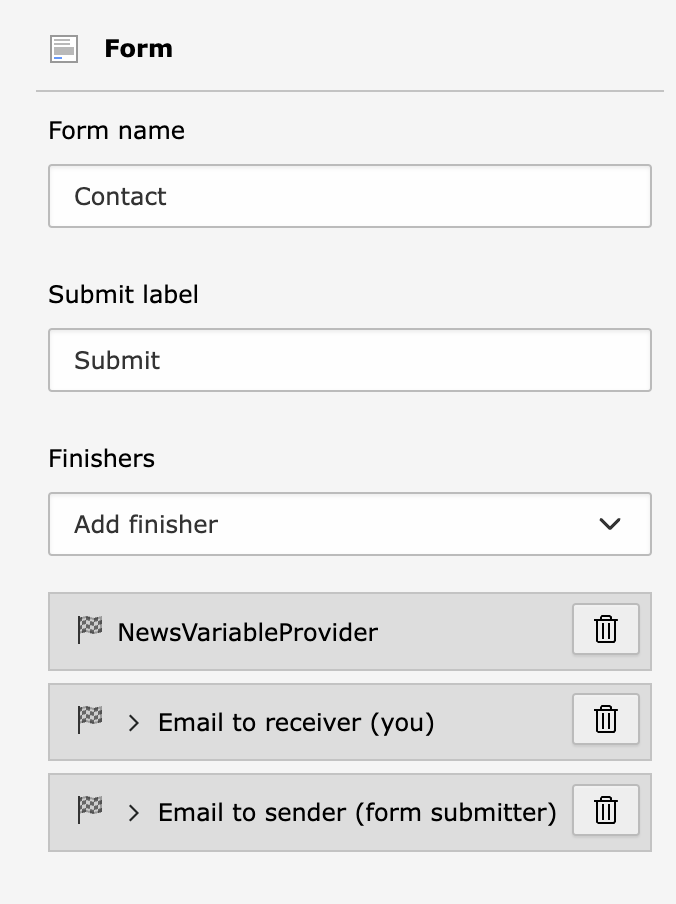 Form
Form name
Contact
Submit label
Submit
Finishers
Add finisher
NewsVariableProvider
Email to receiver (you)
Email to sender (form submitter)